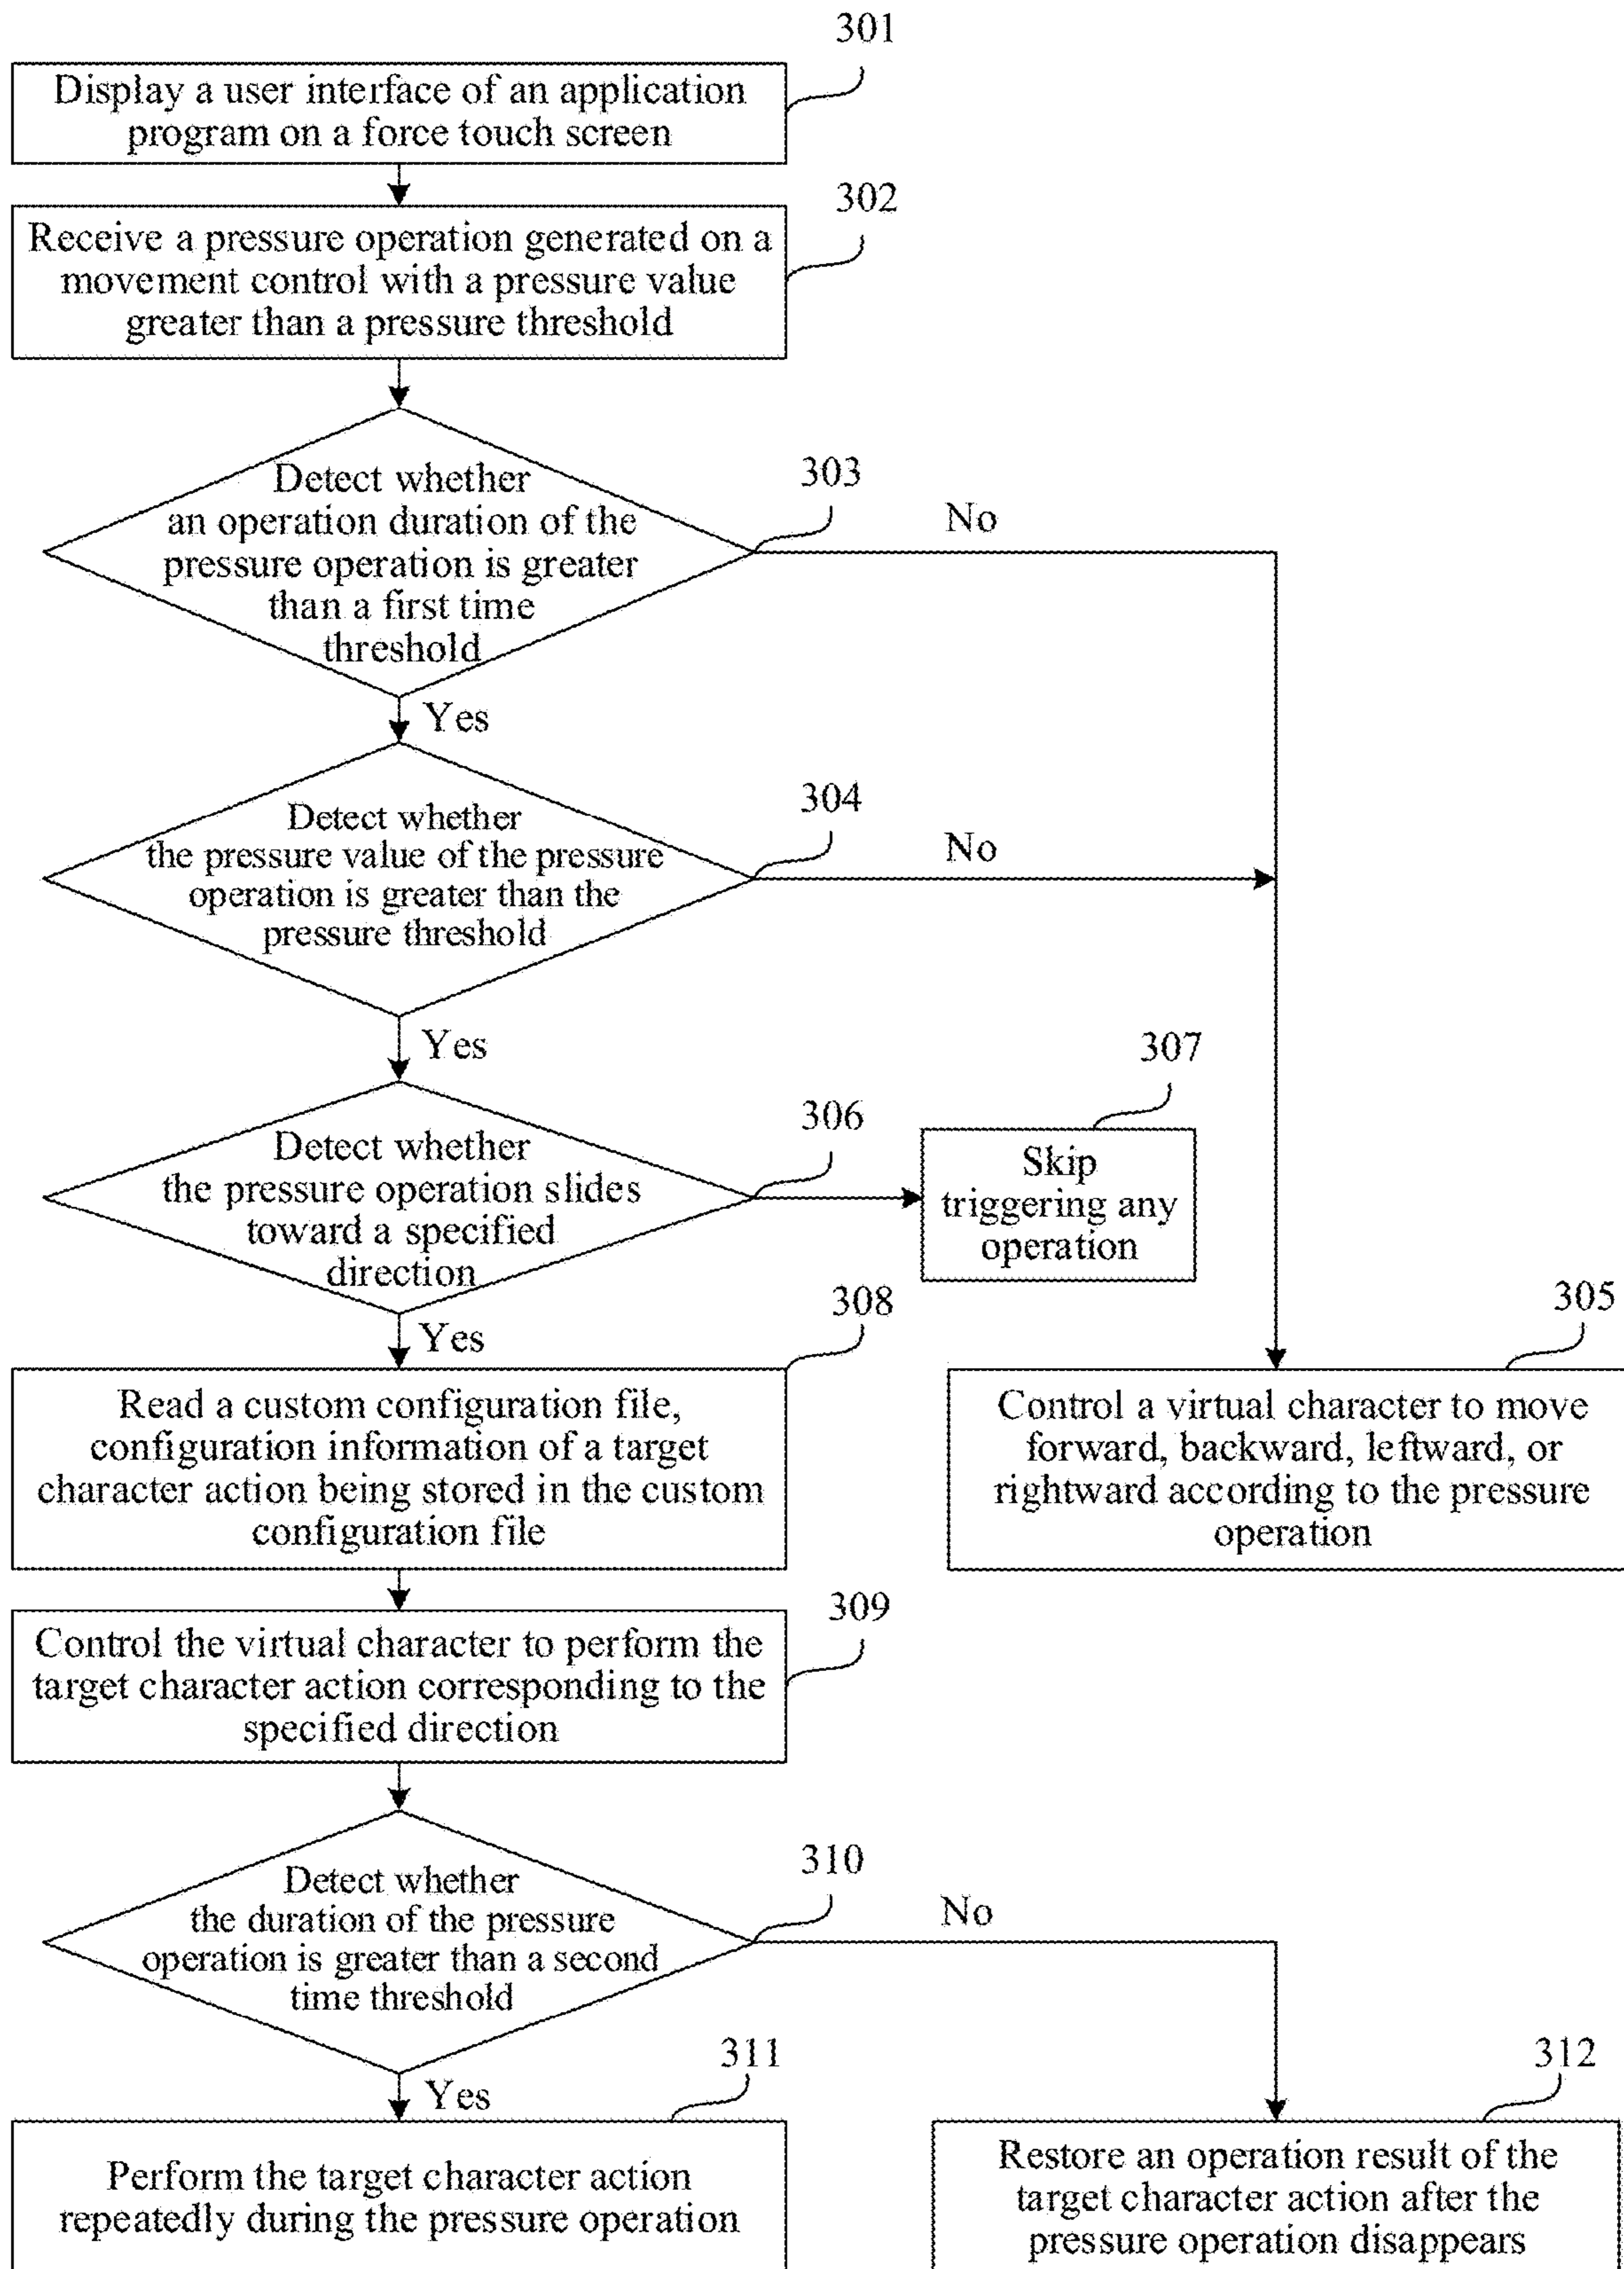 301
Display a user interface of an application
program on a force touch screen
302
Receive a pressure operation generated on a
movement control with a pressure value
greater than a pressure threshold
303
Detect whether
an operation duration of the
pressure operation is greater
than a first time
threshold
No
Yes
304
Detect whether
the pressure value of the pressure
operation is greater than the
pressure threshold
No
Yes
306
Detect whether
the pressure operation slides
toward a specified
direction
307
Skip
triggering any
operation
Yes
308
Read a custom configuration file,
configuration information of a target
character action being stored in the custom
configuration file
305
Control a virtual character to move
forward, backward, leftward, or
rightward according to the pressure
operation
309
Control the virtual character to perform the
target character action corresponding to the
specified direction
310
Detect whether
the duration of the pressure
operation is greater than a second
time threshold
No
Yes
311
Perform the target character action
repeatedly during the pressure operation
312
Restore an operation result of the
target character action after the
pressure operation disappears